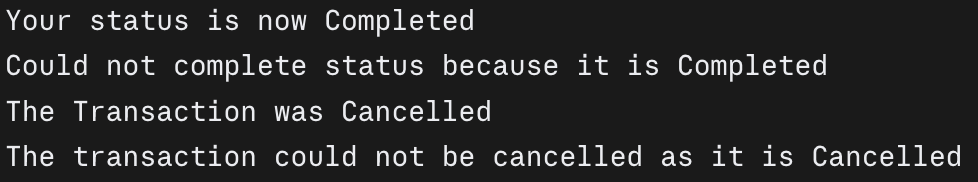 Your status is now Completed
Could not complete status because it is Completed
The Transaction was Cancelled
The transaction could not be cancelled as it is Cancelled